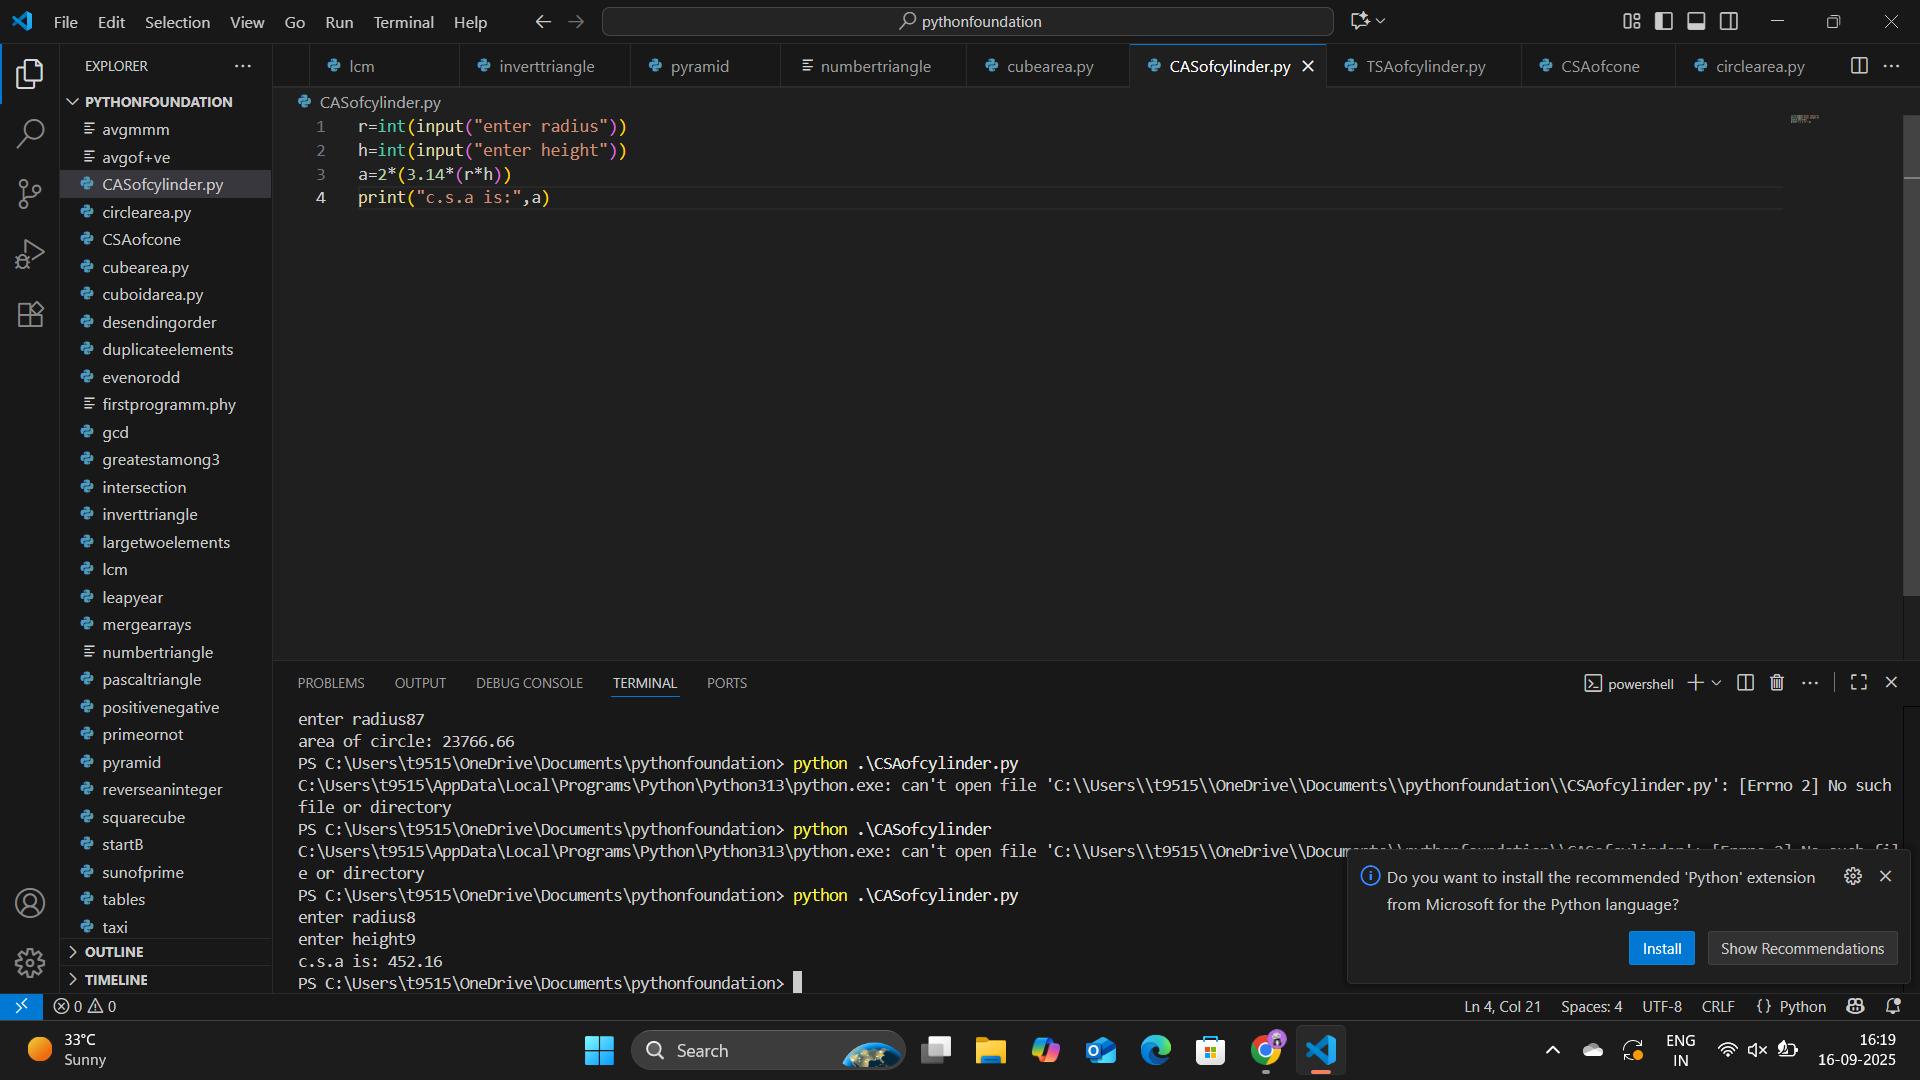 File Edit Selection View Go Run Terminal Help
pythonfoundation
EXPLORER
lcm
inverttriangle
pyramid
numbertriangle
cubearea.py
CASofcylinder.py
TSAofcylinder.py
CSAofcone
circlearea.py
PYTHONFOUNDATION
avgmmm
avgof+ve
CASofcylinder.py
circlearea.py
CSAofcone
cubearea.py
cuboidarea.py
desendingorder
duplicateelements
evenorodd
firstprogramm.phy
gcd
greatestamong3
intersection
inverttriangle
largetwoelements
lcm
leapyear
mergearrays
numbertriangle
pascaltriangle
positivenegative
primeornot
pyramid
reverseaninteger
squarecube
startB
sunofprime
tables
taxi
OUTLINE
TIMELINE
CASofcylinder.py
1 r=int(input("enter radius"))
2 h=int(input("enter height"))
3 a=2*(3.14*(r*h))
4 print("c.s.a is:",a)
PROBLEMS OUTPUT DEBUG CONSOLE TERMINAL PORTS
powershell
enter radius87
area of circle: 23766.66
PS C:\Users\t9515\OneDrive\Documents\pythonfoundation> python .\CSAofcylinder.py
C:\Users\t9515\AppData\Local\Programs\Python\Python313\python.exe: can't open file 'C:\\Users\\t9515\\OneDrive\\Documents\\pythonfoundation\\CSAofcylinder.py': [Errno 2] No such
file or directory
PS C:\Users\t9515\OneDrive\Documents\pythonfoundation> python .\CASofcylinder
C:\Users\t9515\AppData\Local\Programs\Python\Python313\python.exe: can't open file 'C:\\Users\\t9515\\OneDrive\\Documents\\pythonfoundation\\CASofcylinder': [Errno 2] No such fil
e or directory
PS C:\Users\t9515\OneDrive\Documents\pythonfoundation> python .\CASofcylinder.py
enter radius8
enter height9
c.s.a is: 452.16
PS C:\Users\t9515\OneDrive\Documents\pythonfoundation>
Do you want to install the recommended 'Python' extension
from Microsoft for the Python language?
Install
Show Recommendations
0 0
Ln 4, Col 21 Spaces: 4 UTF-8 CRLF {} Python
33°C
Sunny
Search
ENG
IN
16:19
16-09-2025